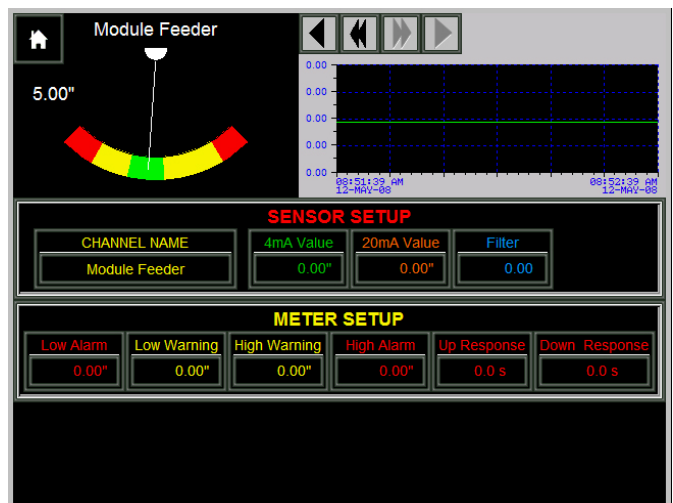 Module Feeder
5.00"
0.00
0.00
0.00
0.00
0.00
08:51:39 AM 08:52:39 AM
12-MAY-08 12-MAY-08
SENSOR SETUP
CHANNEL NAME 4mA Value 20mA Value Filter
Module Feeder 0.00" 0.00" 0.00
METER SETUP
Low Alarm Low Warning High Warning High Alarm Up Response Down Response
0.00" 0.00" 0.00" 0.00" 0.0 s 0.0 s